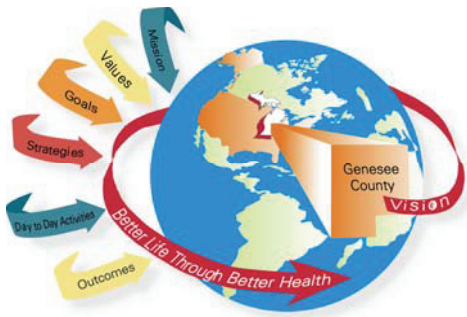 Mission
Values
Goals
Strategies
Day to Day Activities
Outcomes
Genesee
County
Vision
Better Life Through Better Health